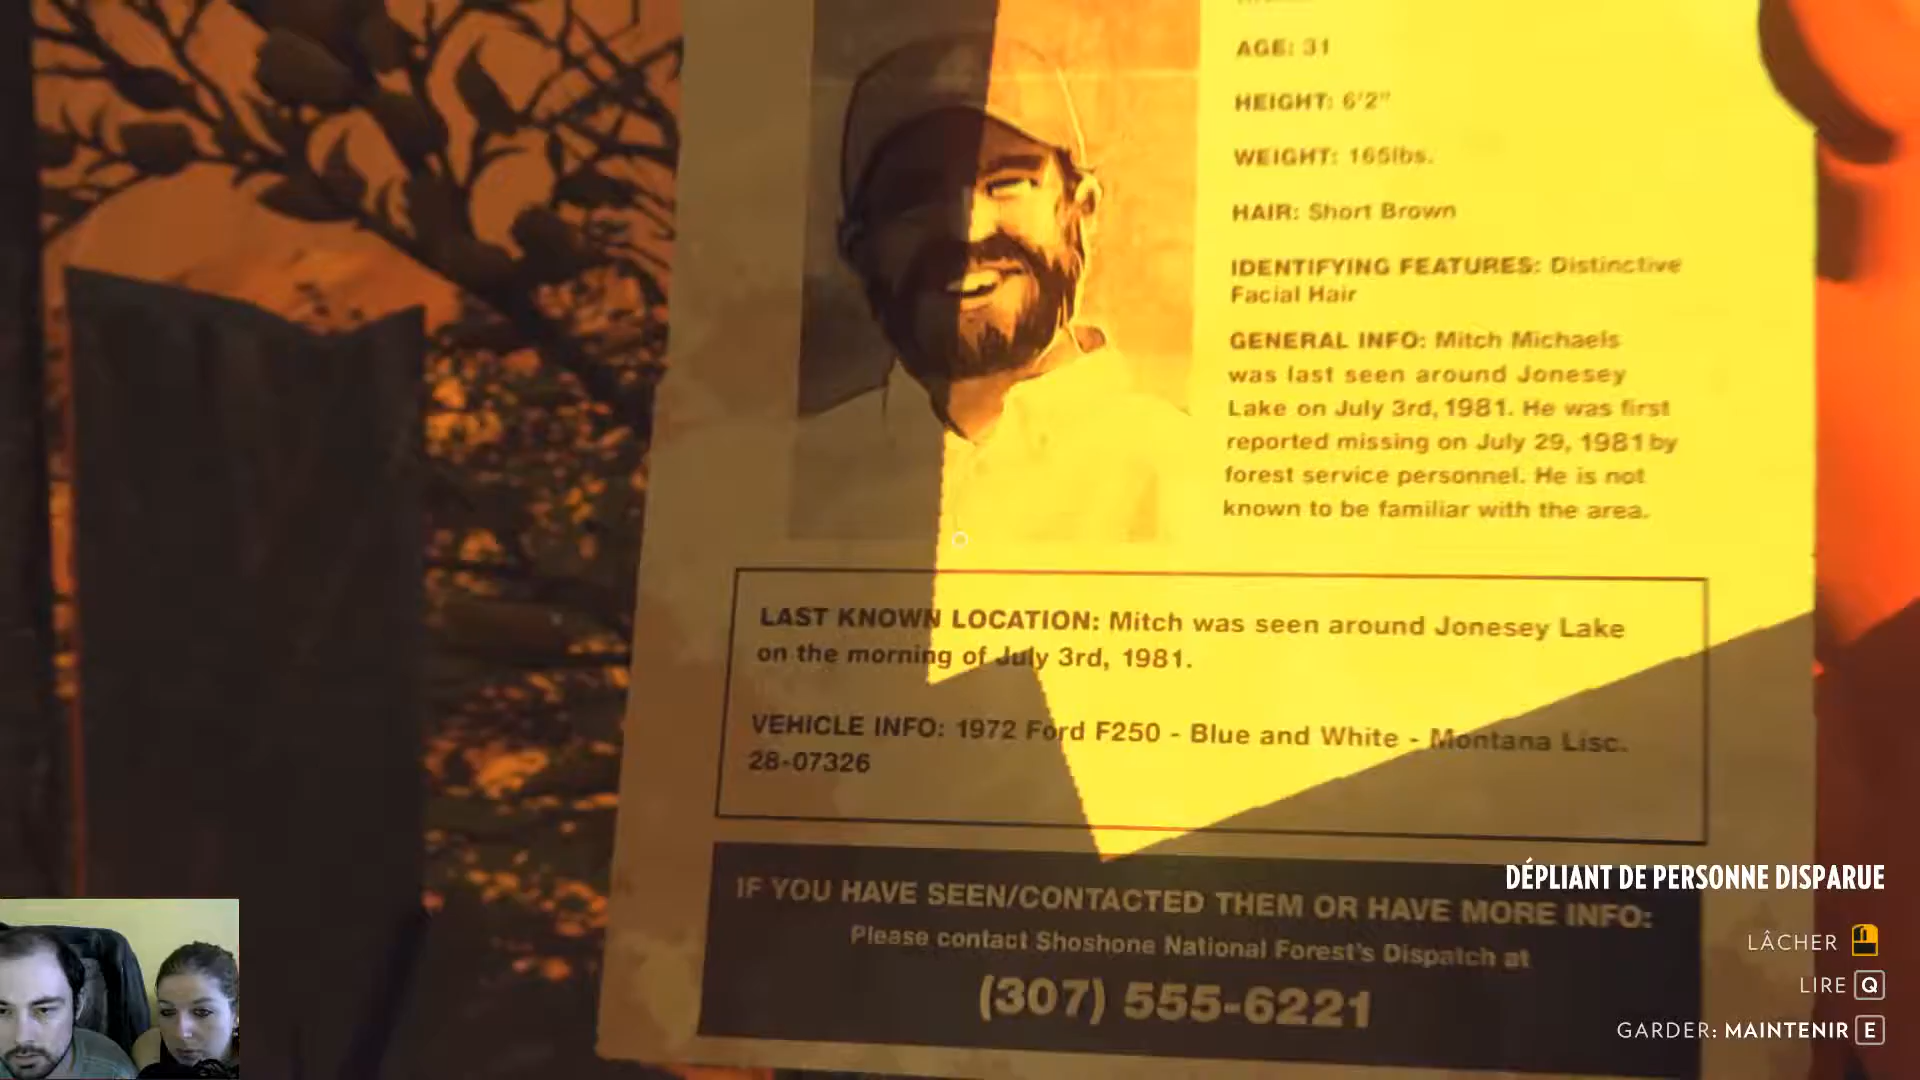 AGE: 31
HEIGHT: 6'2"
WEIGHT: 165lbs.
HAIR: Short Brown
IDENTIFYING FEATURES: Distinctive
Facial Hair
GENERAL INFO: Mitch Michaels
was last seen around Jonesey
Lake on July 3rd, 1981. He was first
reported missing on July 29, 1981 by
forest service personnel. He is not
known to be familiar with the area.
LAST KNOWN LOCATION: Mitch was seen around Jonesey Lake
on the morning of July 3rd, 1981.
VEHICLE INFO: 1972 Ford F250 - Blue and White - Montana Lisc.
28-07326
IF YOU HAVE SEEN/CONTACTED THEM OR HAVE MORE INFO:
Please contact Shoshone National Forest's Dispatch at
(307) 555-6221
DÉPLIANT DE PERSONNE DISPARUE
LÂCHER
LIRE Q
GARDER: MAINTENIR E